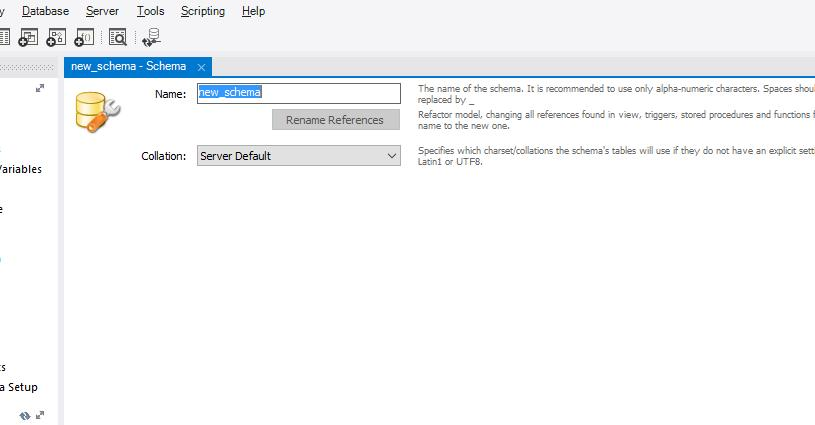 y Database Server Tools Scripting Help
new_schema - Schema
Name: new_schema
The name of the schema. It is recommended to use only alpha-numeric characters. Spaces shou
replaced by _
Rename References
Refactor model, changing all references found in view, triggers, stored procedures and functions f
name to the new one.
Collation: Server Default
Specifies which charset/collations the schema's tables will use if they do not have an explicit sett
Latin1 or UTF8.
Variables
e
ts
a Setup